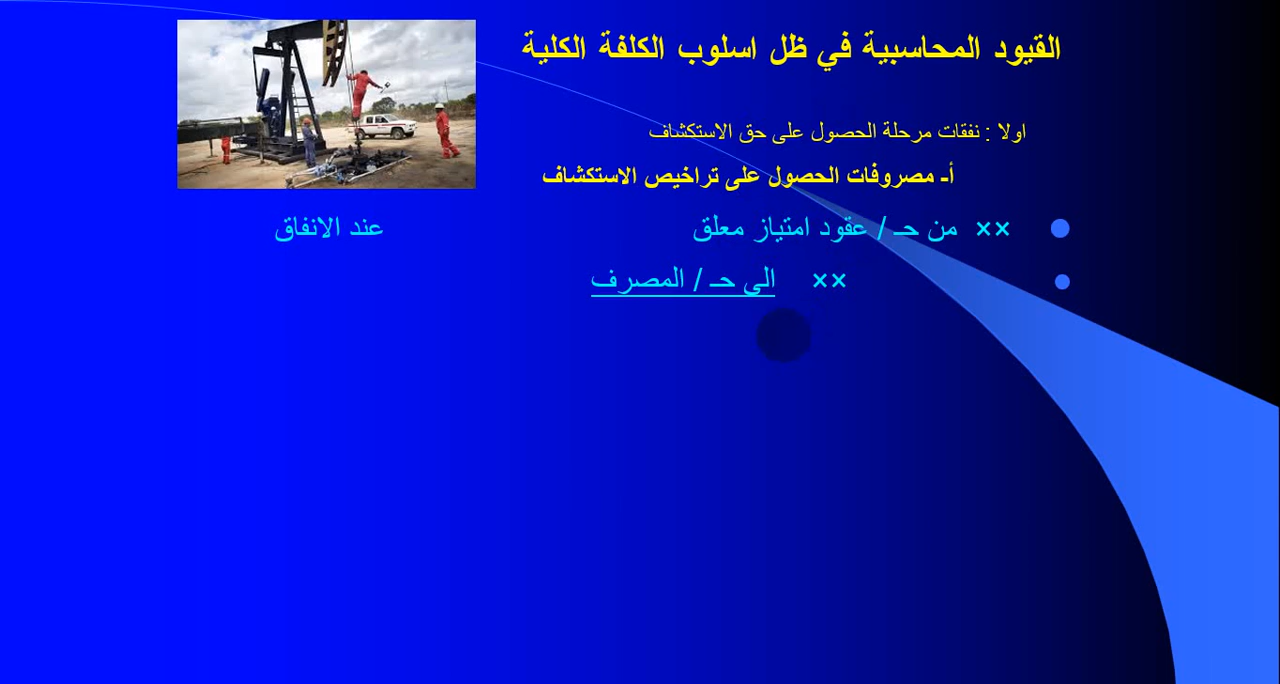 القيود المحاسبية في ظل اسلوب الكلفة الكلية
اولا : نفقات مرحلة الحصول على حق الاستكشاف
أـ مصروفات الحصول على تراخيص الاستكشاف
×× من حـ / عقود امتياز معلق عند الانفاق
×× الى حـ / المصرف